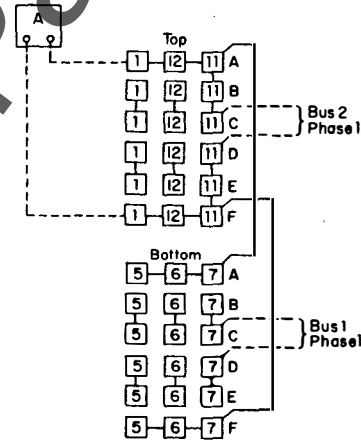 A
Top
1 12 11 A
1 12 11 B
1 12 11 C
Bus 2
Phase 1
1 12 11 D
1 12 11 E
1 12 11 F
Bottom
5 6 7 A
5 6 7 B
5 6 7 C
Bus 1
Phase 1
5 6 7 D
5 6 7 E
5 6 7 F